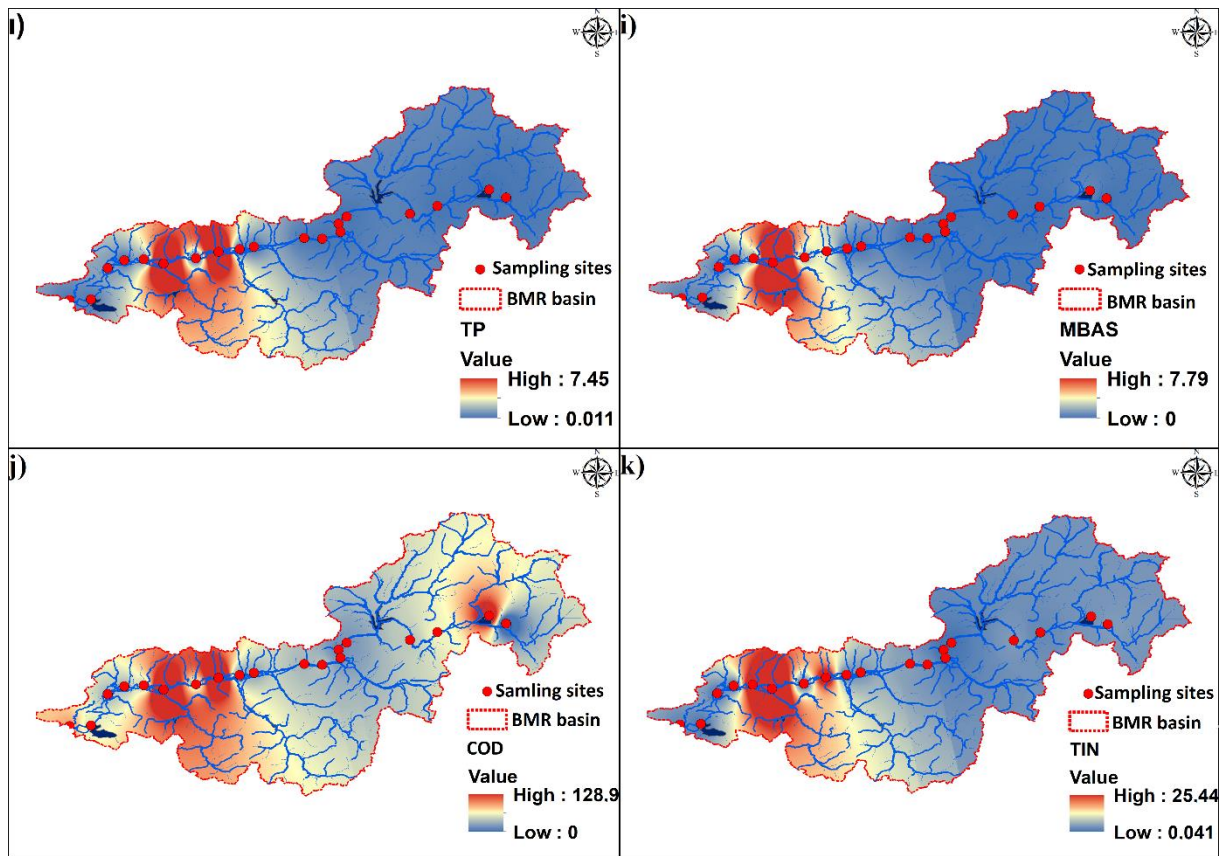 ı)
N
W
S
Sampling sites
BMR basin
TP
Value
High : 7.45
Low : 0.011
i)
N
W
S
Sampling sites
BMR basin
MBAS
Value
High : 7.79
Low : 0
j)
N
W
S
Samling sites
BMR basin
COD
Value
High : 128.9
Low : 0
k)
N
W
S
Sampling sites
BMR basin
TIN
Value
High : 25.44
Low : 0.041